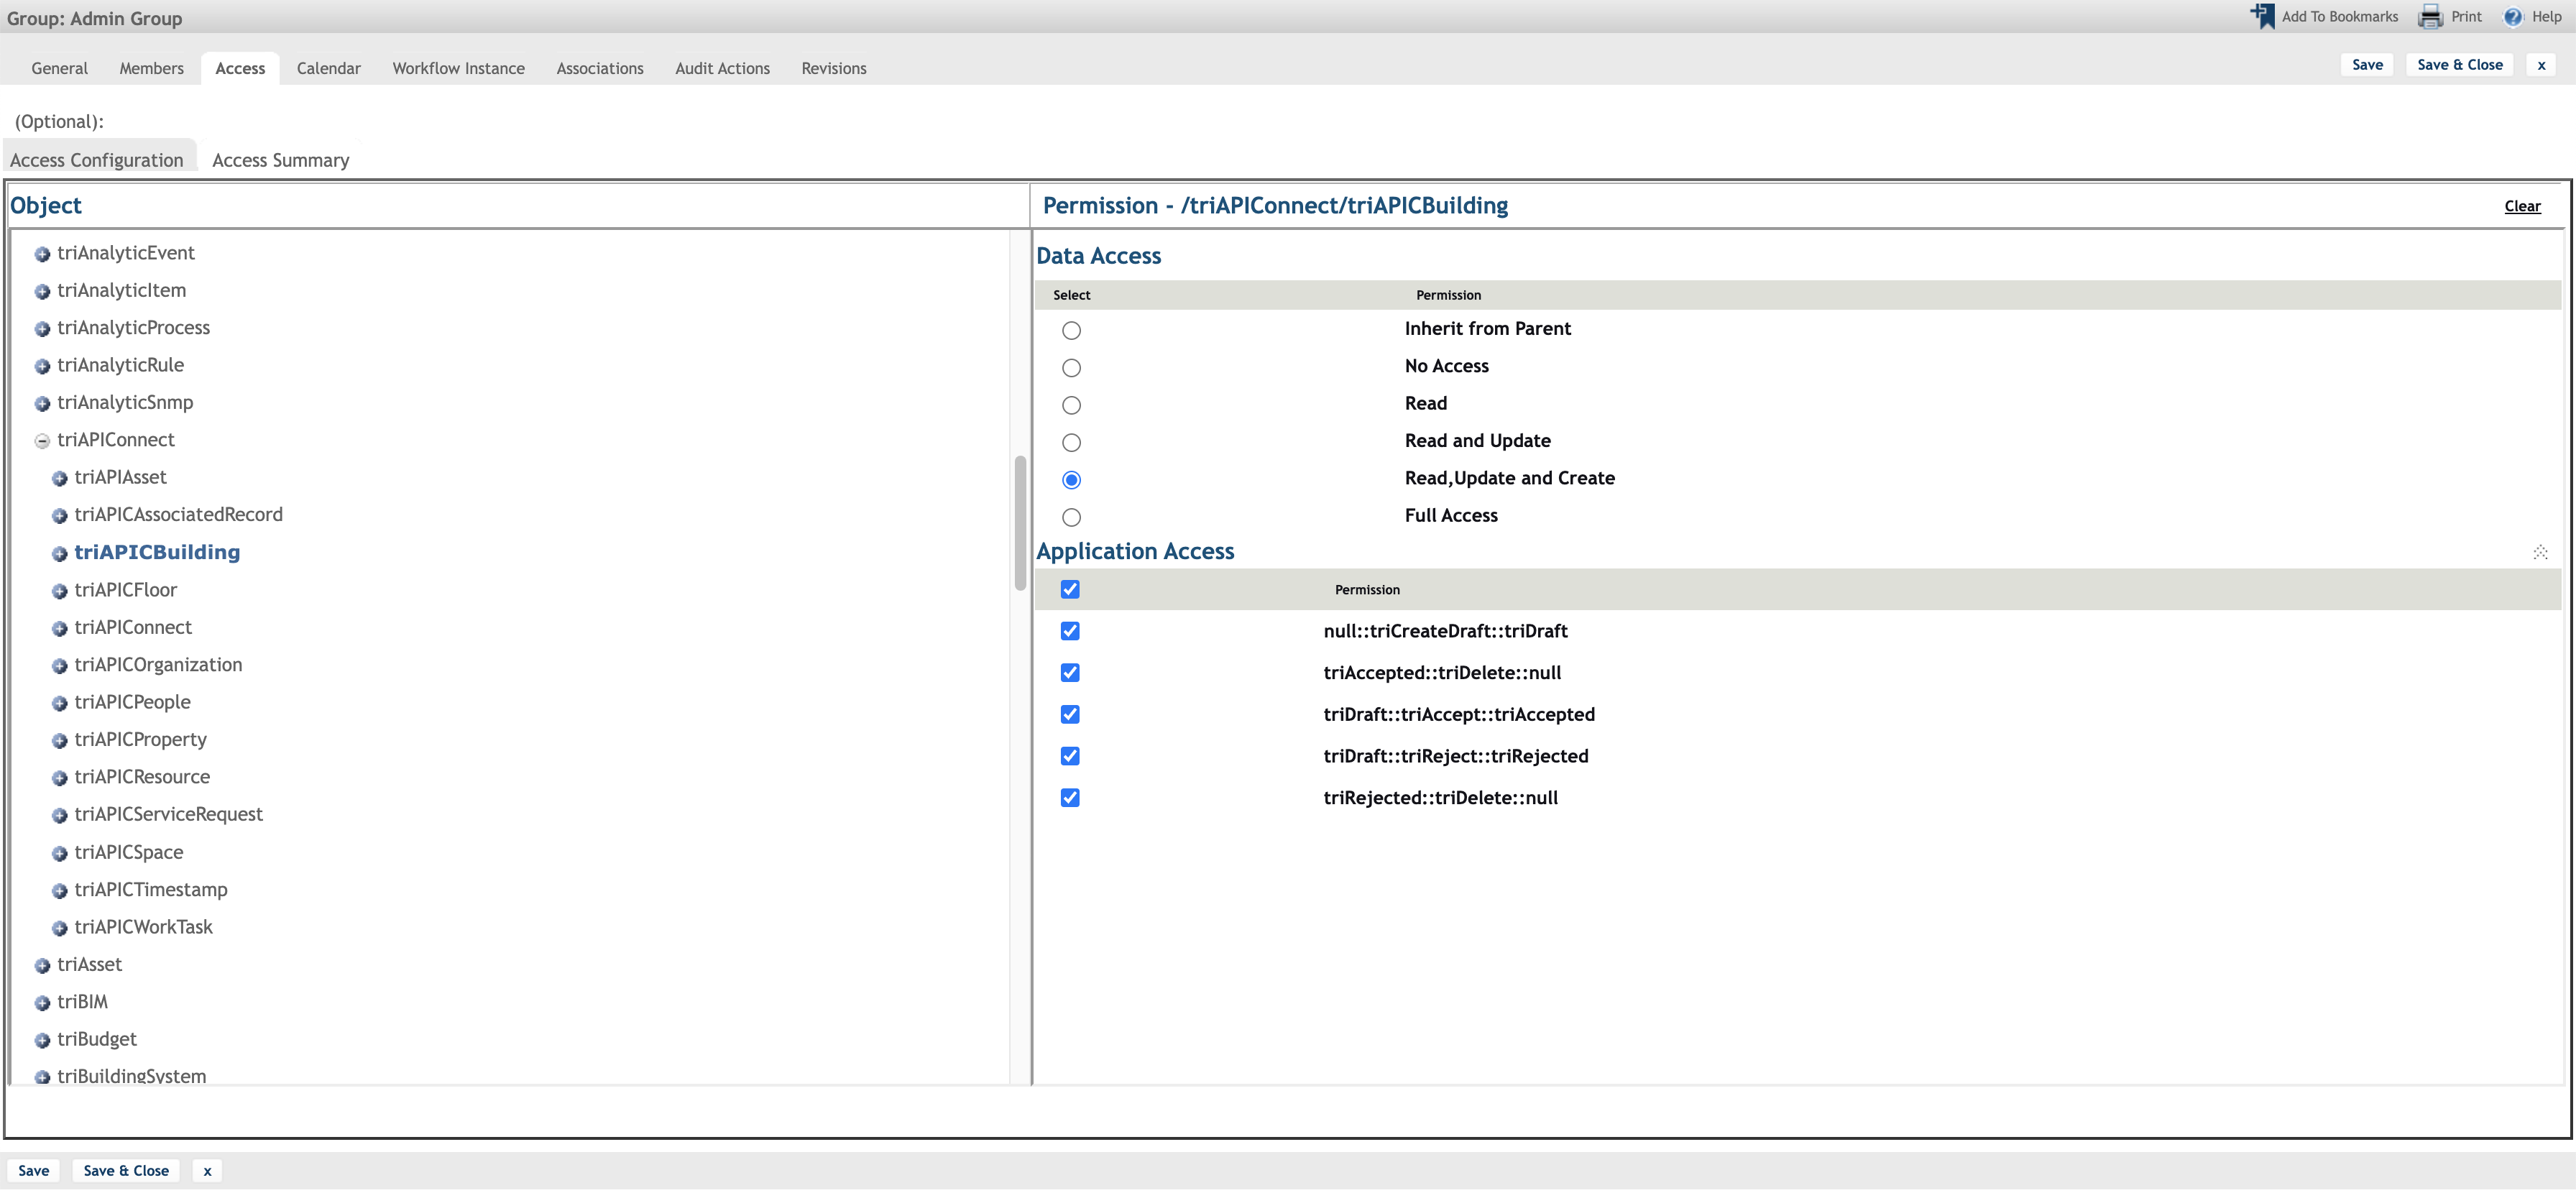 Group: Admin Group
Add To Bookmarks Print Help
General Members Access Calendar Workflow Instance Associations Audit Actions Revisions
Save Save & Close x
(Optional):
Access Configuration Access Summary
Object
triAnalyticEvent
triAnalyticItem
triAnalyticProcess
triAnalyticRule
triAnalyticSnmp
triAPIConnect
triAPIAsset
triAPICAssociatedRecord
triAPICBuilding
triAPICFloor
triAPIConnect
triAPICOrganization
triAPICPeople
triAPICProperty
triAPICResource
triAPICServiceRequest
triAPICSpace
triAPICTimestamp
triAPICWorkTask
triAsset
triBIM
triBudget
triBuildingSystem
Permission - /triAPIConnect/triAPICBuilding
Clear
Data Access
Select Permission
Inherit from Parent
No Access
Read
Read and Update
Read,Update and Create
Full Access
Application Access
Permission
null::triCreateDraft::triDraft
triAccepted::triDelete::null
triDraft::triAccept::triAccepted
triDraft::triReject::triRejected
triRejected::triDelete::null
Save Save & Close x